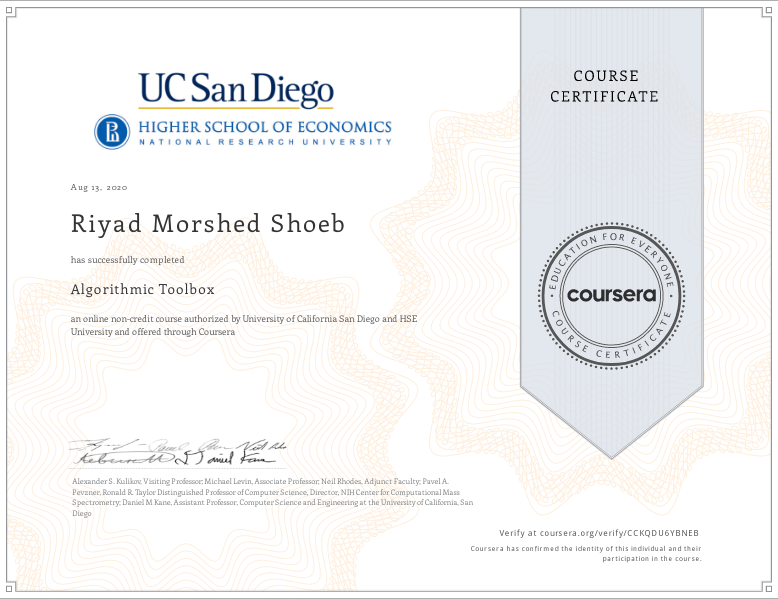 UC San Diego
HIGHER SCHOOL OF ECONOMICS
NATIONAL RESEARCH UNIVERSITY
COURSE
CERTIFICATE
Aug 13, 2020
Riyad Morshed Shoeb
has successfully completed
Algorithmic Toolbox
an online non-credit course authorized by University of California San Diego and HSE
University and offered through Coursera
EDUCATION FOR EVERYONE
coursera
COURSE CERTIFICATE
Alexander S. Kulikov, Visiting Professor; Michael Levin, Associate Professor; Neil Rhodes, Adjunct Faculty; Pavel A.
Pevzner, Ronald R. Taylor Distinguished Professor of Computer Science, Director, NIH Center for Computational Mass
Spectrometry; Daniel M Kane, Assistant Professor, Computer Science and Engineering at the University of California, San
Diego
Verify at coursera.org/verify/CCKQDU6YBNEB
Coursera has confirmed the identity of this individual and their
participation in the course.